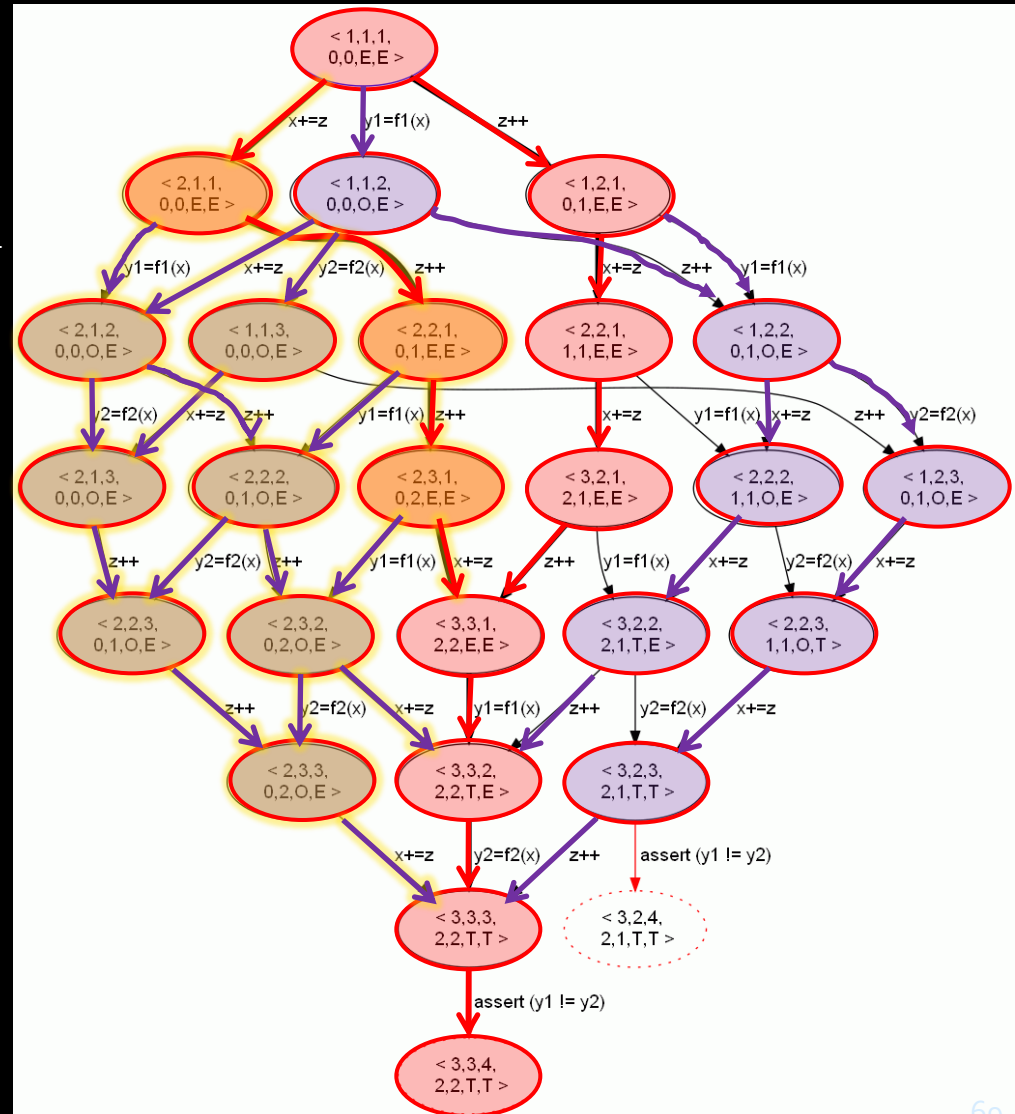 < 1,1,1,
0,0,E,E >
x+=z
y1=f1(x)
z++
< 2,1,1,
0,0,E,E >
< 1,1,2,
0,0,O,E >
< 1,2,1,
0,1,E,E >
y1=f1(x)
x+=z
y2=f2(x)
z++
x+=z
z++
y1=f1(x)
< 2,1,2,
0,0,O,E >
< 1,1,3,
0,0,O,E >
< 2,2,1,
0,1,E,E >
< 2,2,1,
1,1,E,E >
< 1,2,2,
0,1,O,E >
y2=f2(x)
x+=z
z++
y1=f1(x)
z++
x+=z
y1=f1(x)
x+=z
z++
y2=f2(x)
< 2,1,3,
0,0,O,E >
< 2,2,2,
0,1,O,E >
< 2,3,1,
0,2,E,E >
< 3,2,1,
2,1,E,E >
< 2,2,2,
1,1,O,E >
< 1,2,3,
0,1,O,E >
z++
y2=f2(x)
z++
y1=f1(x)
x+=z
z++
y1=f1(x)
x+=z
y2=f2(x)
x+=z
< 2,2,3,
0,1,O,E >
< 2,3,2,
0,2,O,E >
< 3,3,1,
2,2,E,E >
< 3,2,2,
2,1,T,E >
< 2,2,3,
1,1,O,T >
z++
y2=f2(x)
x+=z
y1=f1(x)
z++
y2=f2(x)
x+=z
< 2,3,3,
0,2,O,E >
< 3,3,2,
2,2,T,E >
< 3,2,3,
2,1,T,T >
x+=z
y2=f2(x)
z++
assert (y1 != y2)
< 3,3,3,
2,2,T,T >
< 3,2,4,
2,1,T,T >
assert (y1 != y2)
< 3,3,4,
2,2,T,T >